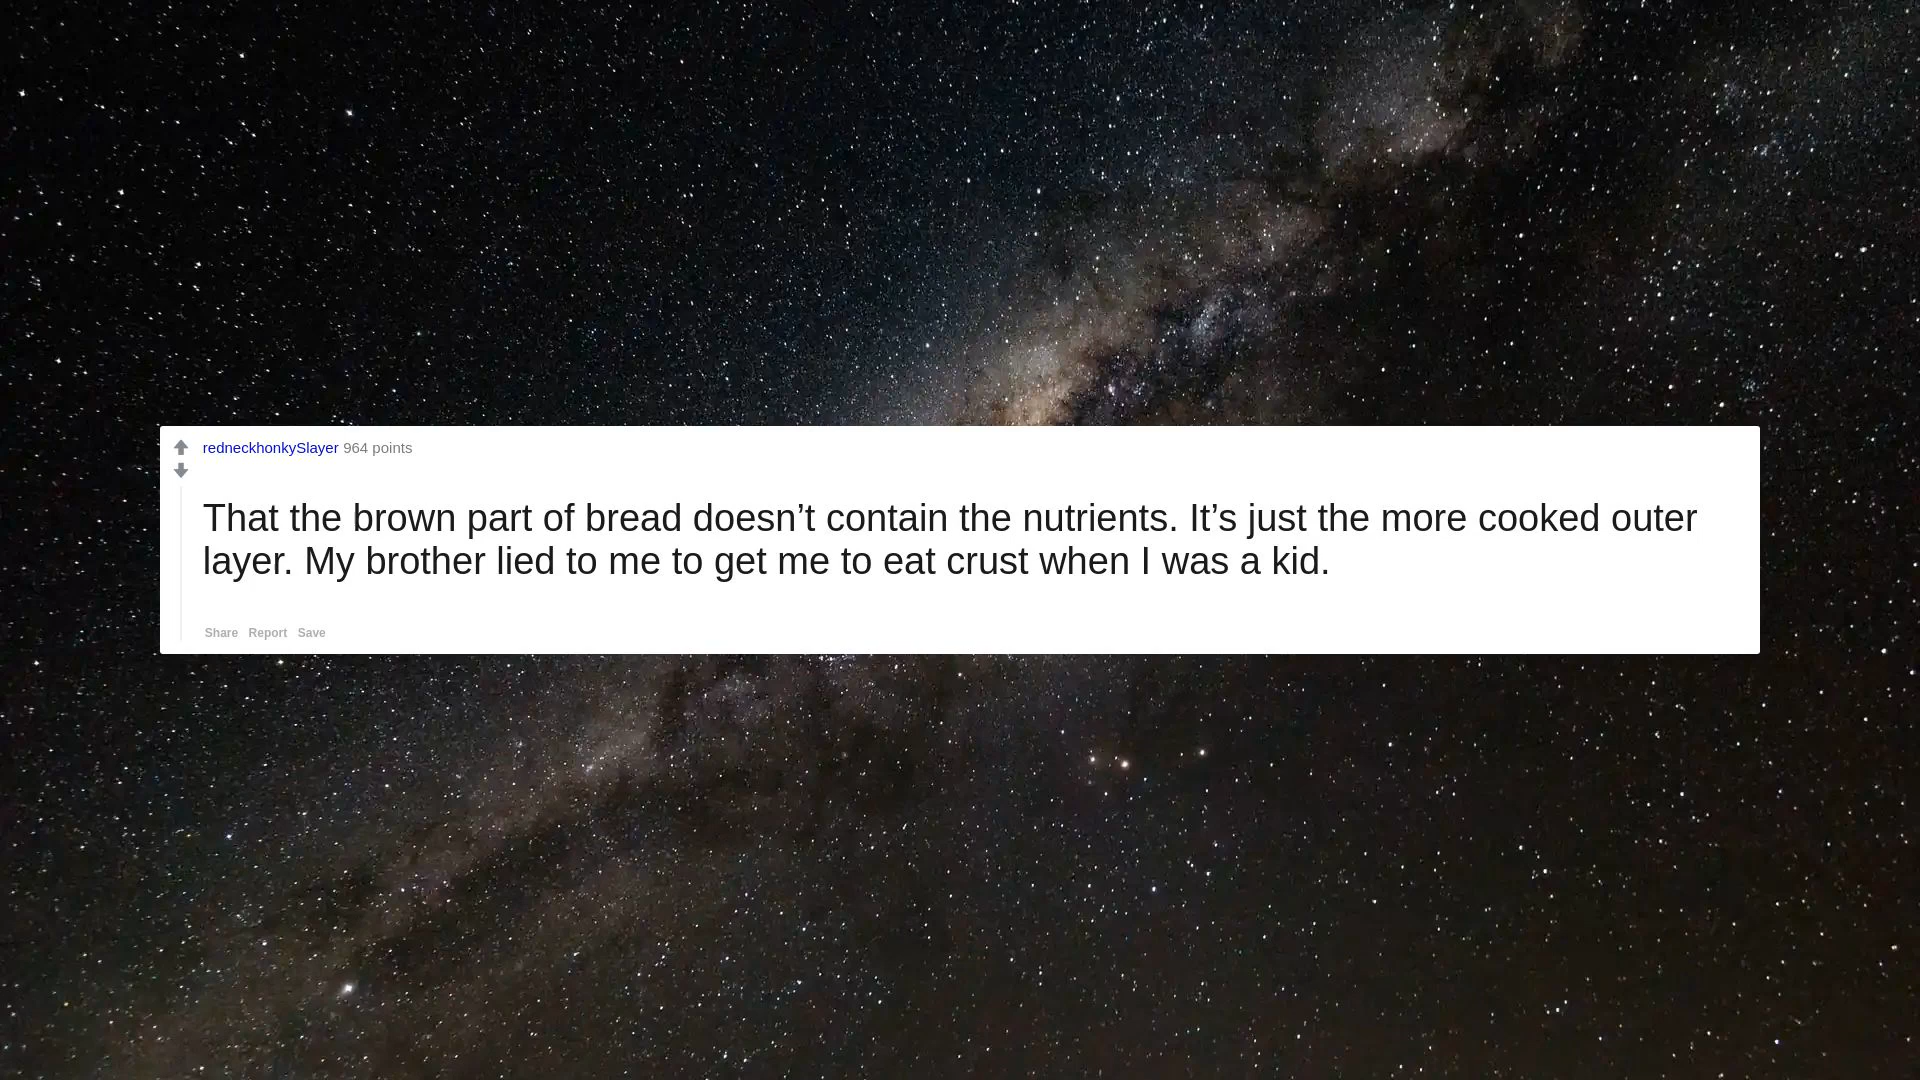 redneckhonkySlayer 964 points
That the brown part of bread doesn’t contain the nutrients. It’s just the more cooked outer
layer. My brother lied to me to get me to eat crust when I was a kid.
Share Report Save